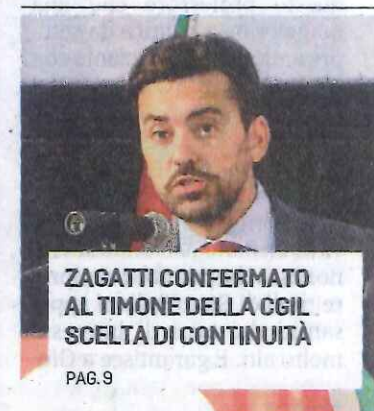 ZAGATTI CONFERMATO
AL TIMONE DELLA CGIL
SCELTA DI CONTINUITÀ
PAG. 9